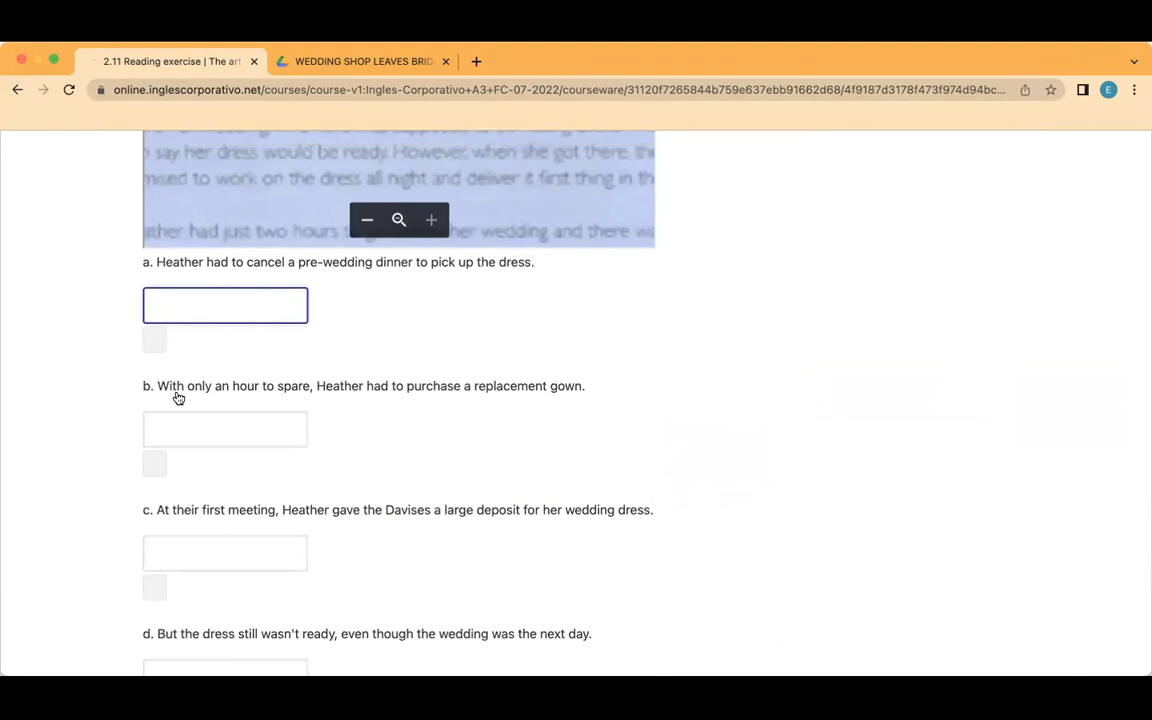 2.11 Reading exercise | The art
WEDDING SHOP LEAVES BRID
online.inglescorporativo.net/courses/course-v1:Ingles-Corporativo+A3+FC-07-2022/courseware/31120f7265844b759e637ebb91662d68/4f9187d3178f473f974d94bc...
E
say her dress would be ready. However, when she got there, the
mised to work on the dress all night and deliver it first thing in th
ather had just two hours her wedding and there wa
a. Heather had to cancel a pre-wedding dinner to pick up the dress.
b. With only an hour to spare, Heather had to purchase a replacement gown.
c. At their first meeting, Heather gave the Davises a large deposit for her wedding dress.
d. But the dress still wasn't ready, even though the wedding was the next day.